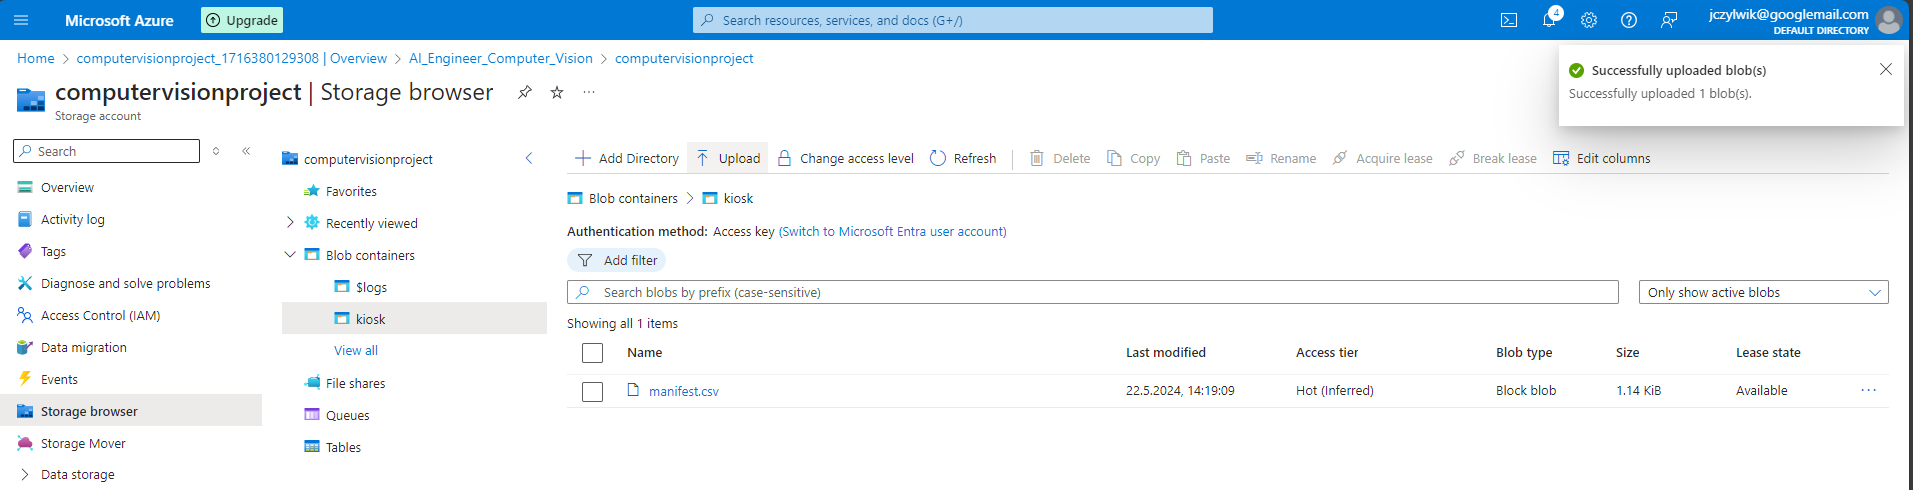 Microsoft Azure Upgrade Search resources, services, and docs (G+/) 4 jczylwik@googlemail.com
DEFAULT DIRECTORY
Home > computervisionproject_1716380129308 | Overview > AI_Engineer_Computer_Vision > computervisionproject
computervisionproject | Storage browser
Storage account
Successfully uploaded blob(s)
Successfully uploaded 1 blob(s).
Search
Overview
Activity log
Tags
Diagnose and solve problems
Access Control (IAM)
Data migration
Events
Storage browser
Storage Mover
Data storage
computervisionproject
Favorites
Recently viewed
Blob containers
$logs
kiosk
View all
File shares
Queues
Tables
Add Directory Upload Change access level Refresh Delete Copy Paste Rename Acquire lease Break lease Edit columns
Blob containers > kiosk
Authentication method: Access key (Switch to Microsoft Entra user account)
Add filter
Search blobs by prefix (case-sensitive) Only show active blobs
Showing all 1 items
Name Last modified Access tier Blob type Size Lease state
manifest.csv 22.5.2024, 14:19:09 Hot (Inferred) Block blob 1.14 KiB Available